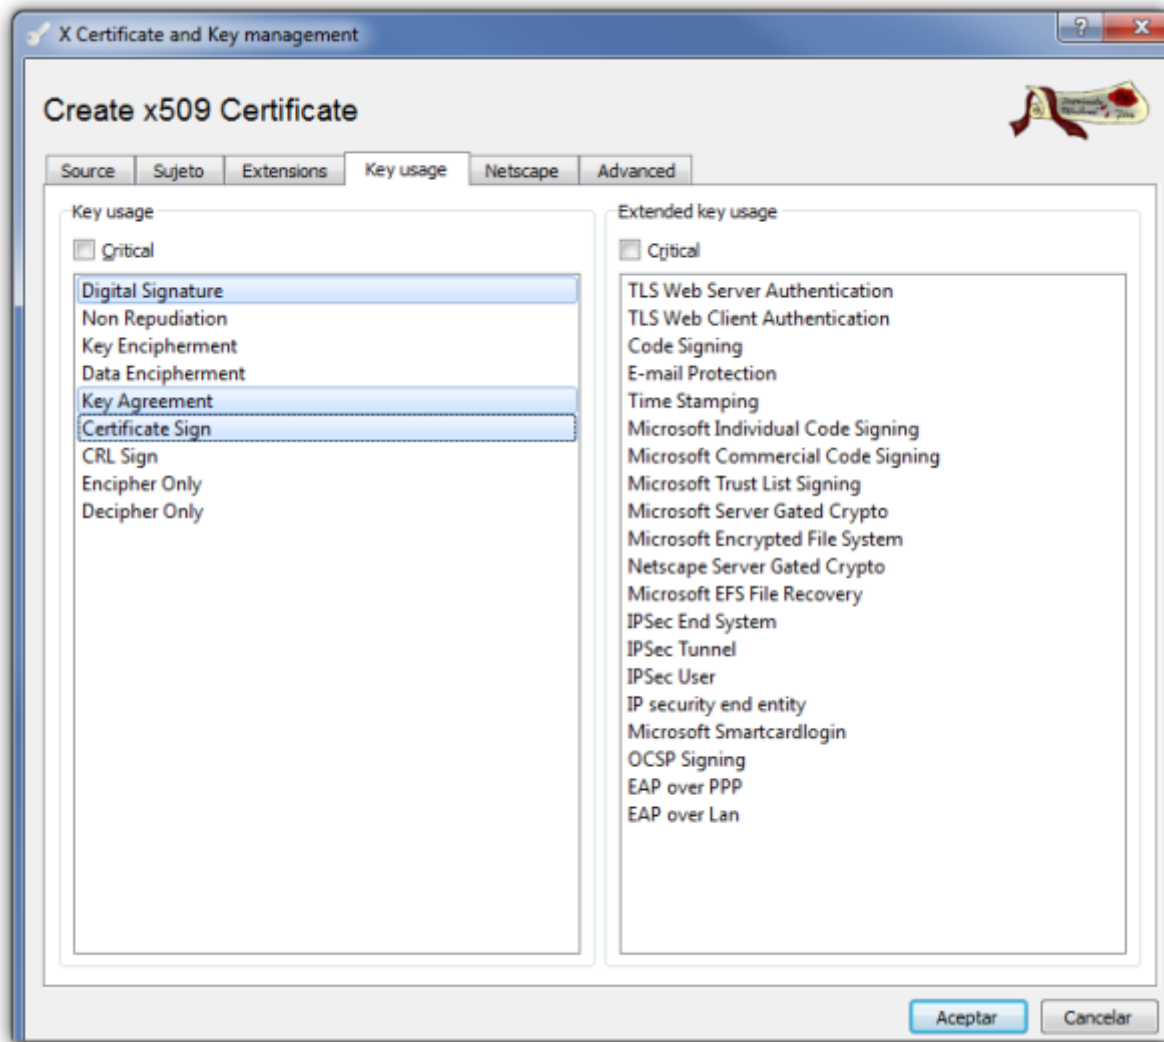 X Certificate and Key management
Create x509 Certificate
Source Sujeto Extensions Key usage Netscape Advanced
Key usage
Critical
Digital Signature
Non Repudiation
Key Encipherment
Data Encipherment
Key Agreement
Certificate Sign
CRL Sign
Encipher Only
Decipher Only
Extended key usage
Critical
TLS Web Server Authentication
TLS Web Client Authentication
Code Signing
E-mail Protection
Time Stamping
Microsoft Individual Code Signing
Microsoft Commercial Code Signing
Microsoft Trust List Signing
Microsoft Server Gated Crypto
Microsoft Encrypted File System
Netscape Server Gated Crypto
Microsoft EFS File Recovery
IPSec End System
IPSec Tunnel
IPSec User
IP security end entity
Microsoft Smartcardlogin
OCSP Signing
EAP over PPP
EAP over Lan
Aceptar Cancelar